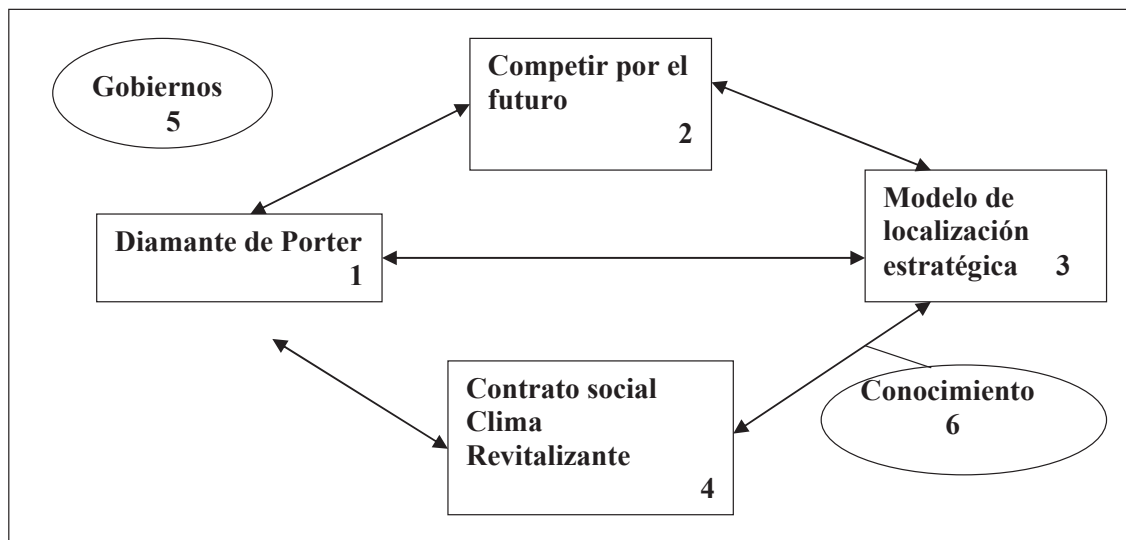 Gobiernos
5
Competir por el
futuro
2
Diamante de Porter
1
Modelo de
localización
estratégica 3
Contrato social
Clima
Revitalizante
4
Conocimiento
6